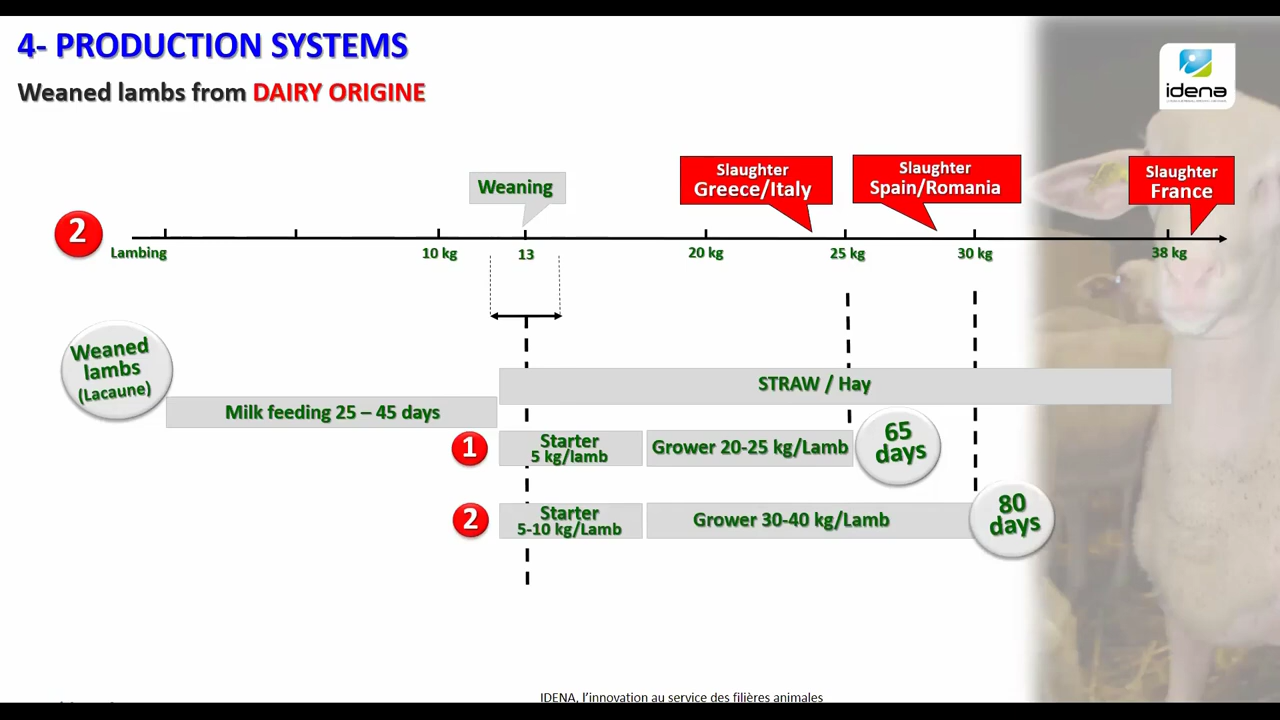 4- PRODUCTION SYSTEMS
Weaned lambs from DAIRY ORIGINE
idena
Weaning
Slaughter
Greece/Italy
Slaughter
Spain/Romania
Slaughter
France
2
Lambing
10 kg
13
20 kg
25 kg
30 kg
38 kg
Weaned
lambs
(Lacaune)
STRAW / Hay
Milk feeding 25 – 45 days
1
Starter
5 kg/lamb
Grower 20-25 kg/Lamb
65
days
2
Starter
5-10 kg/Lamb
Grower 30-40 kg/Lamb
80
days
IDENA, l’innovation au service des filières animales